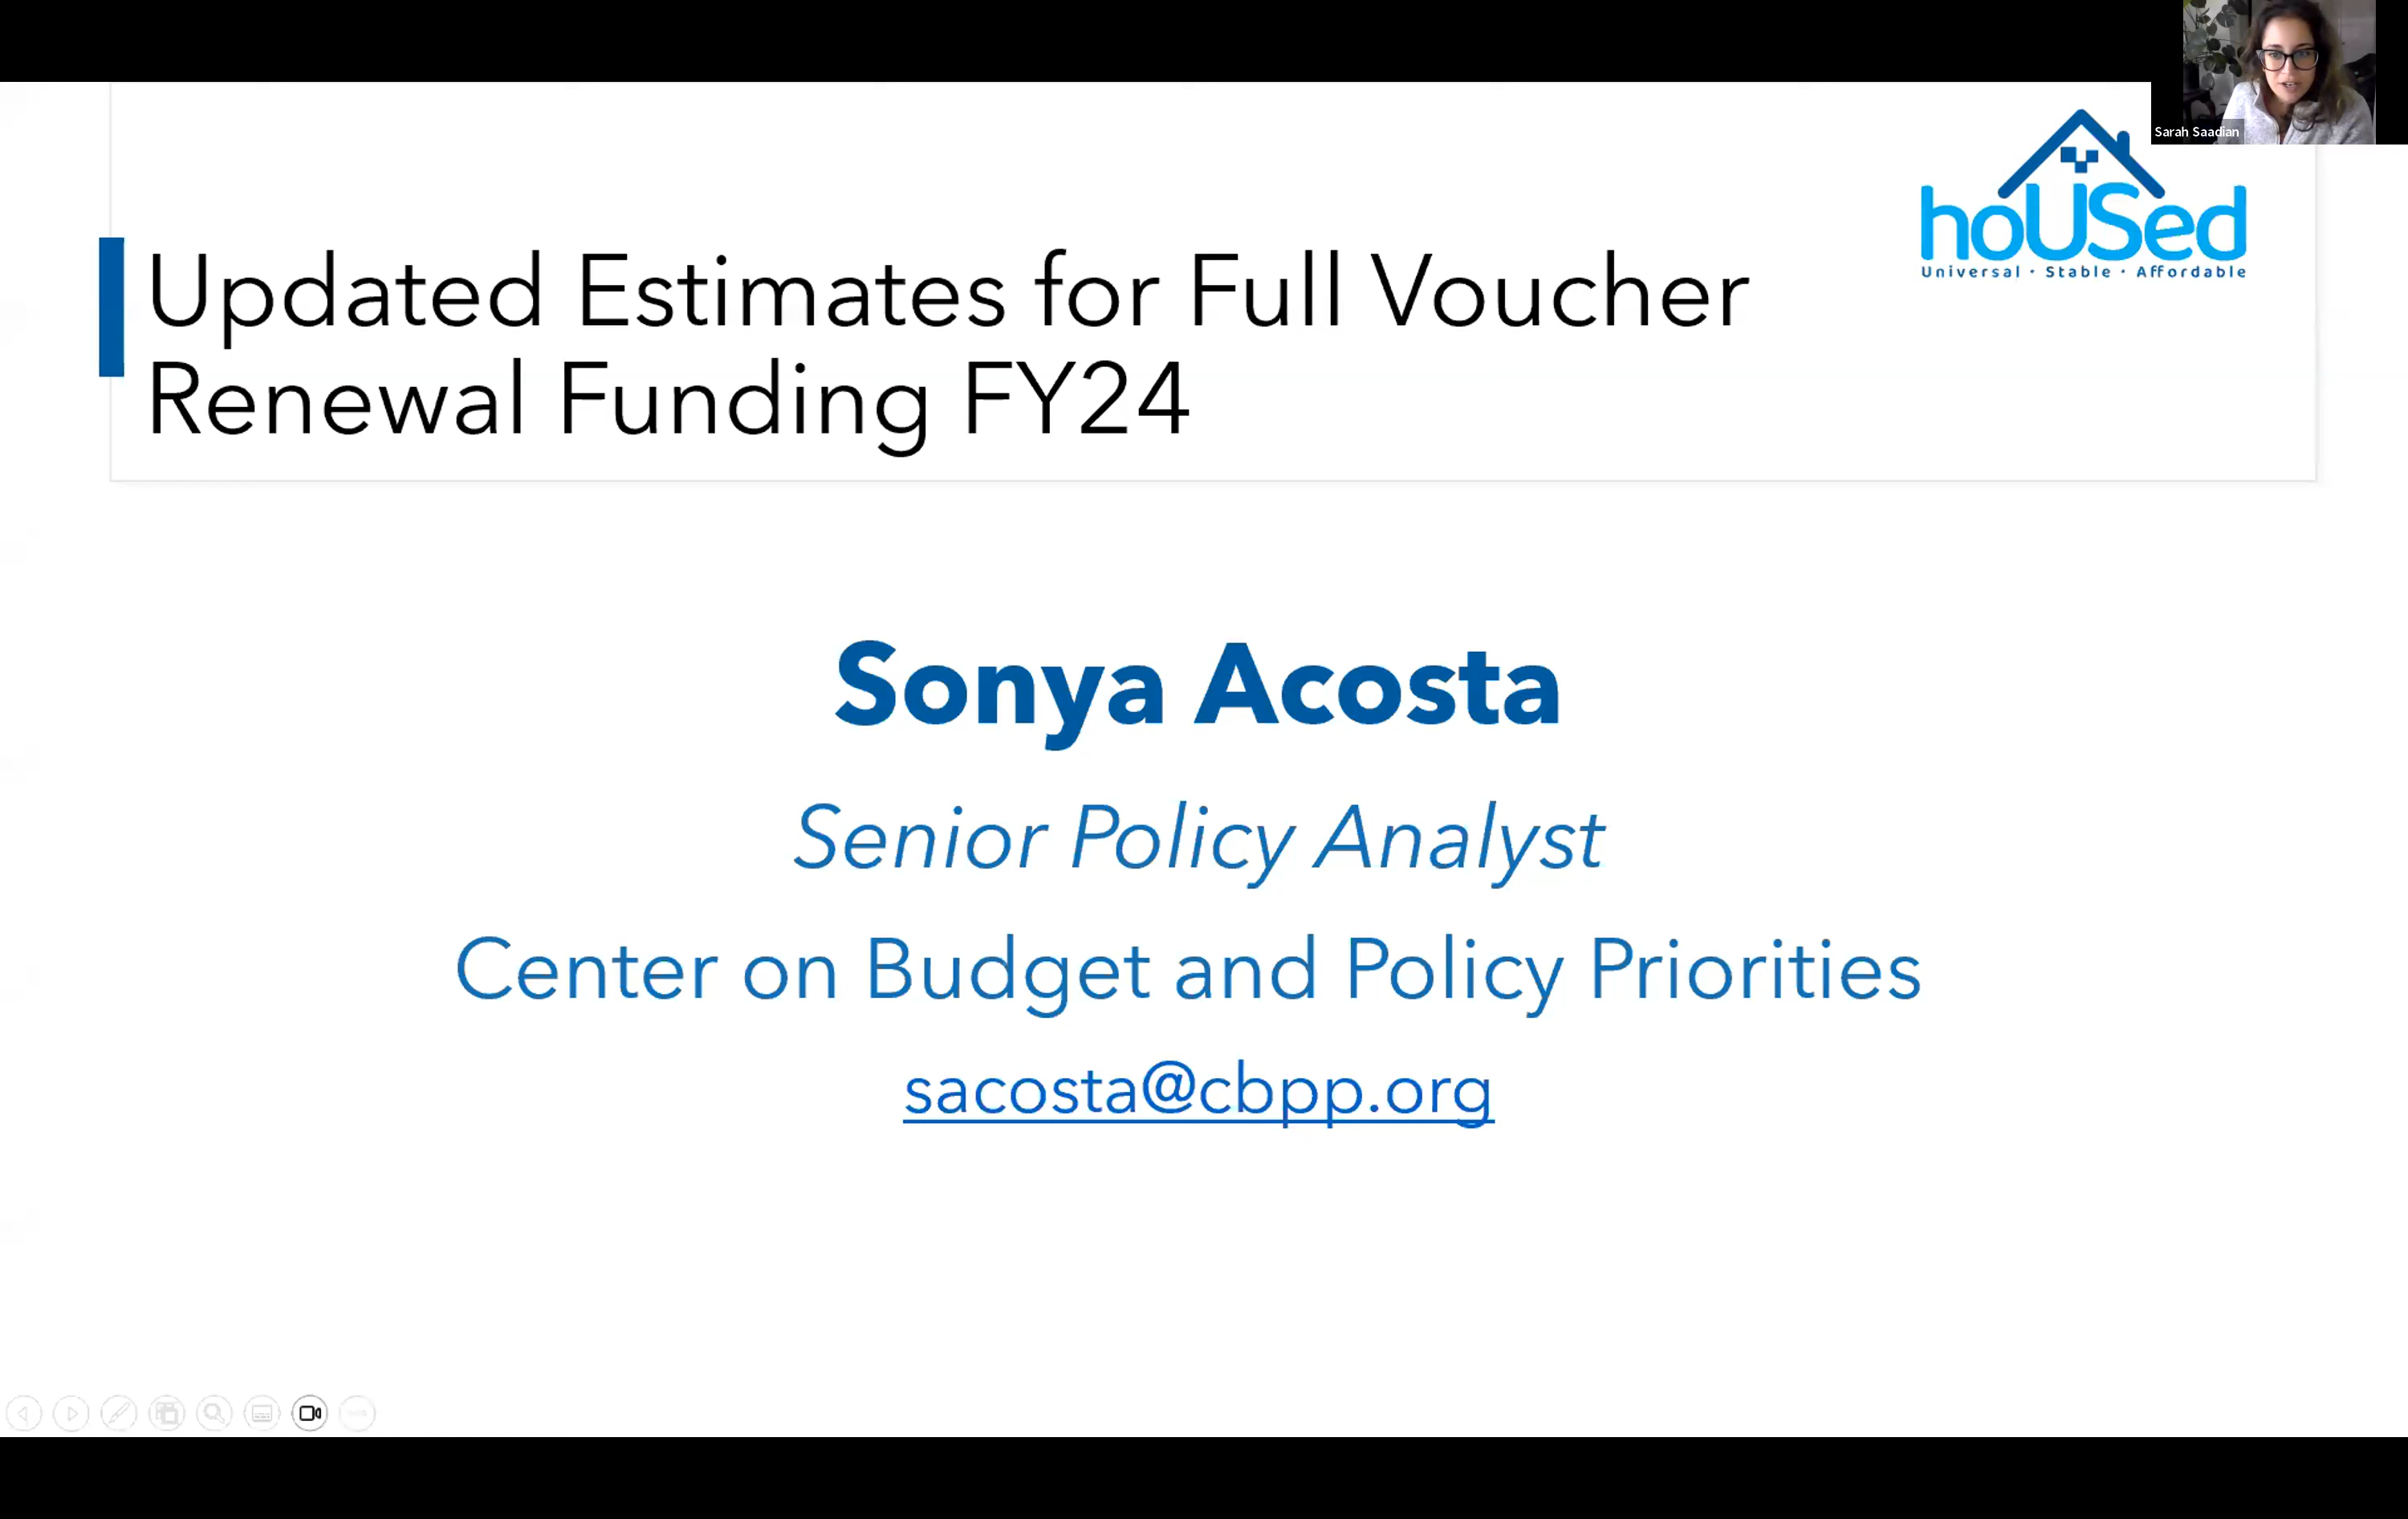 Sarah Saadian
hoUSed
Universal · Stable · Affordable
Updated Estimates for Full Voucher
Renewal Funding FY24
Sonya Acosta
Senior Policy Analyst
Center on Budget and Policy Priorities
sacosta@cbpp.org